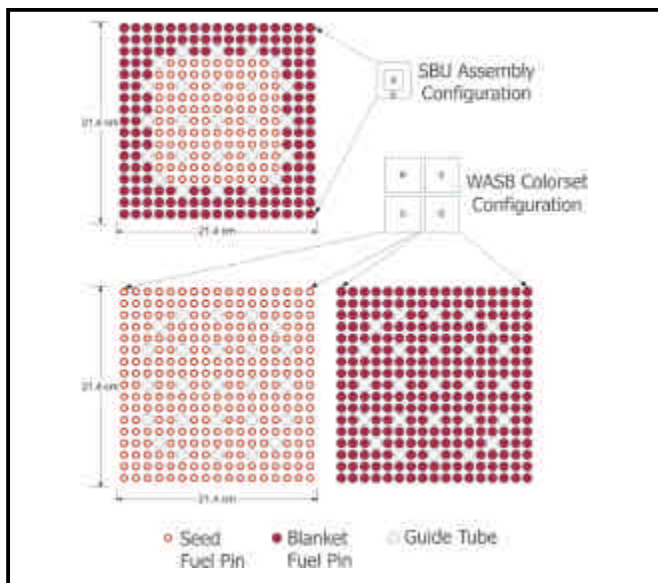 SBU Assembly
Configuration
21.4 cm
21.4 cm
WASB Colorset
Configuration
21.4 cm
21.4 cm
Seed
Fuel Pin
Blanket
Fuel Pin
Guide Tube